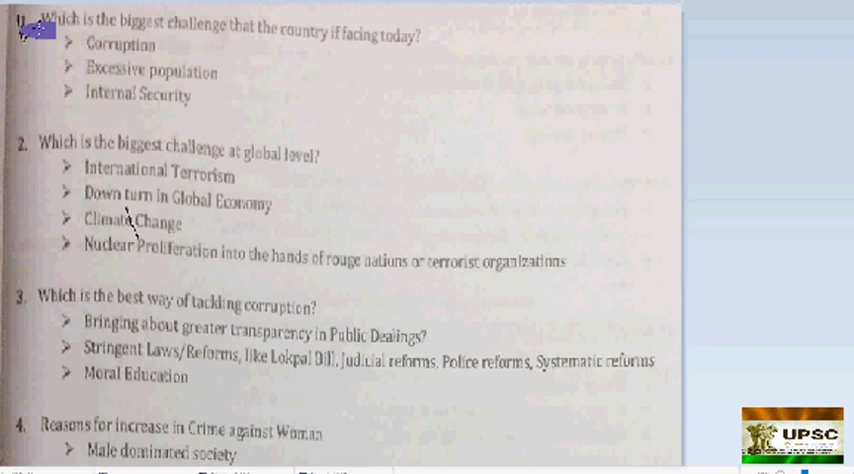 1. Which is the biggest challenge that the country if facing today?
➢ Corruption
➢ Excessive population
➢ Internal Security
2. Which is the biggest challenge at global level?
➢ International Terrorism
➢ Down turn in Global Economy
➢ Climate Change
➢ Nuclear Proliferation into the hands of rouge nations or terrorist organizations
3. Which is the best way of tackling corruption?
➢ Bringing about greater transparency in Public Dealings?
➢ Stringent Laws/Reforms, like Lokpal Bill, Judicial reforms, Police reforms, Systematic reforms
➢ Moral Education
4. Reasons for increase in Crime against Woman
➢ Male dominated society
UPSC